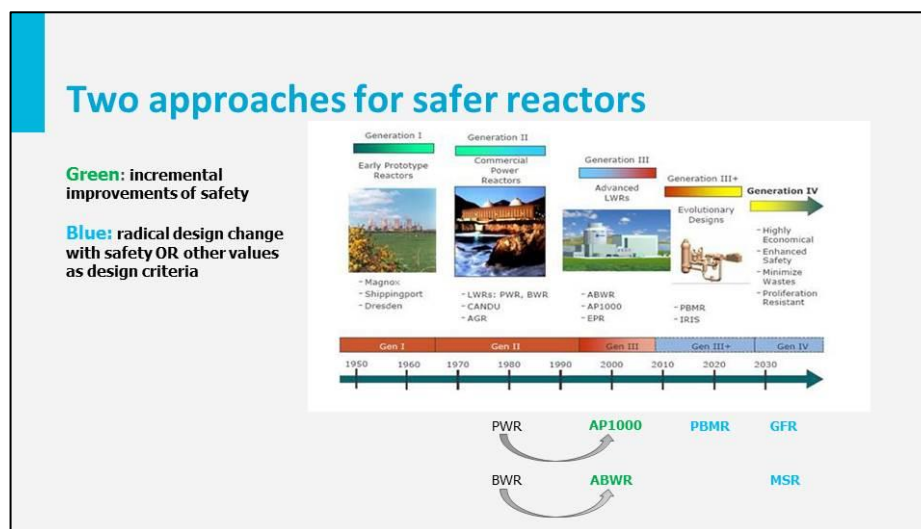 Two approaches for safer reactors
Green: incremental
improvements of safety
Blue: radical design change
with safety OR other values
as design criteria
Generation I
Early Prototype
Reactors
- Magnox
- Shippingport
- Dresden
Generation II
Commercial
Power
Reactors
- LWRs: PWR, BWR
- CANDU
- AGR
Generation III
Advanced
LWRs
- ABWR
- AP1000
- EPR
Generation III+
Evolutionary
Designs
- PBMR
- IRIS
Generation IV
- Highly
Economical
- Enhanced
Safety
- Minimize
Wastes
- Proliferation
Resistant
Gen I Gen II Gen III Gen III+ Gen IV
1950 1960 1970 1980 1990 2000 2010 2020 2030
PWR AP1000 PBMR GFR
BWR ABWR MSR